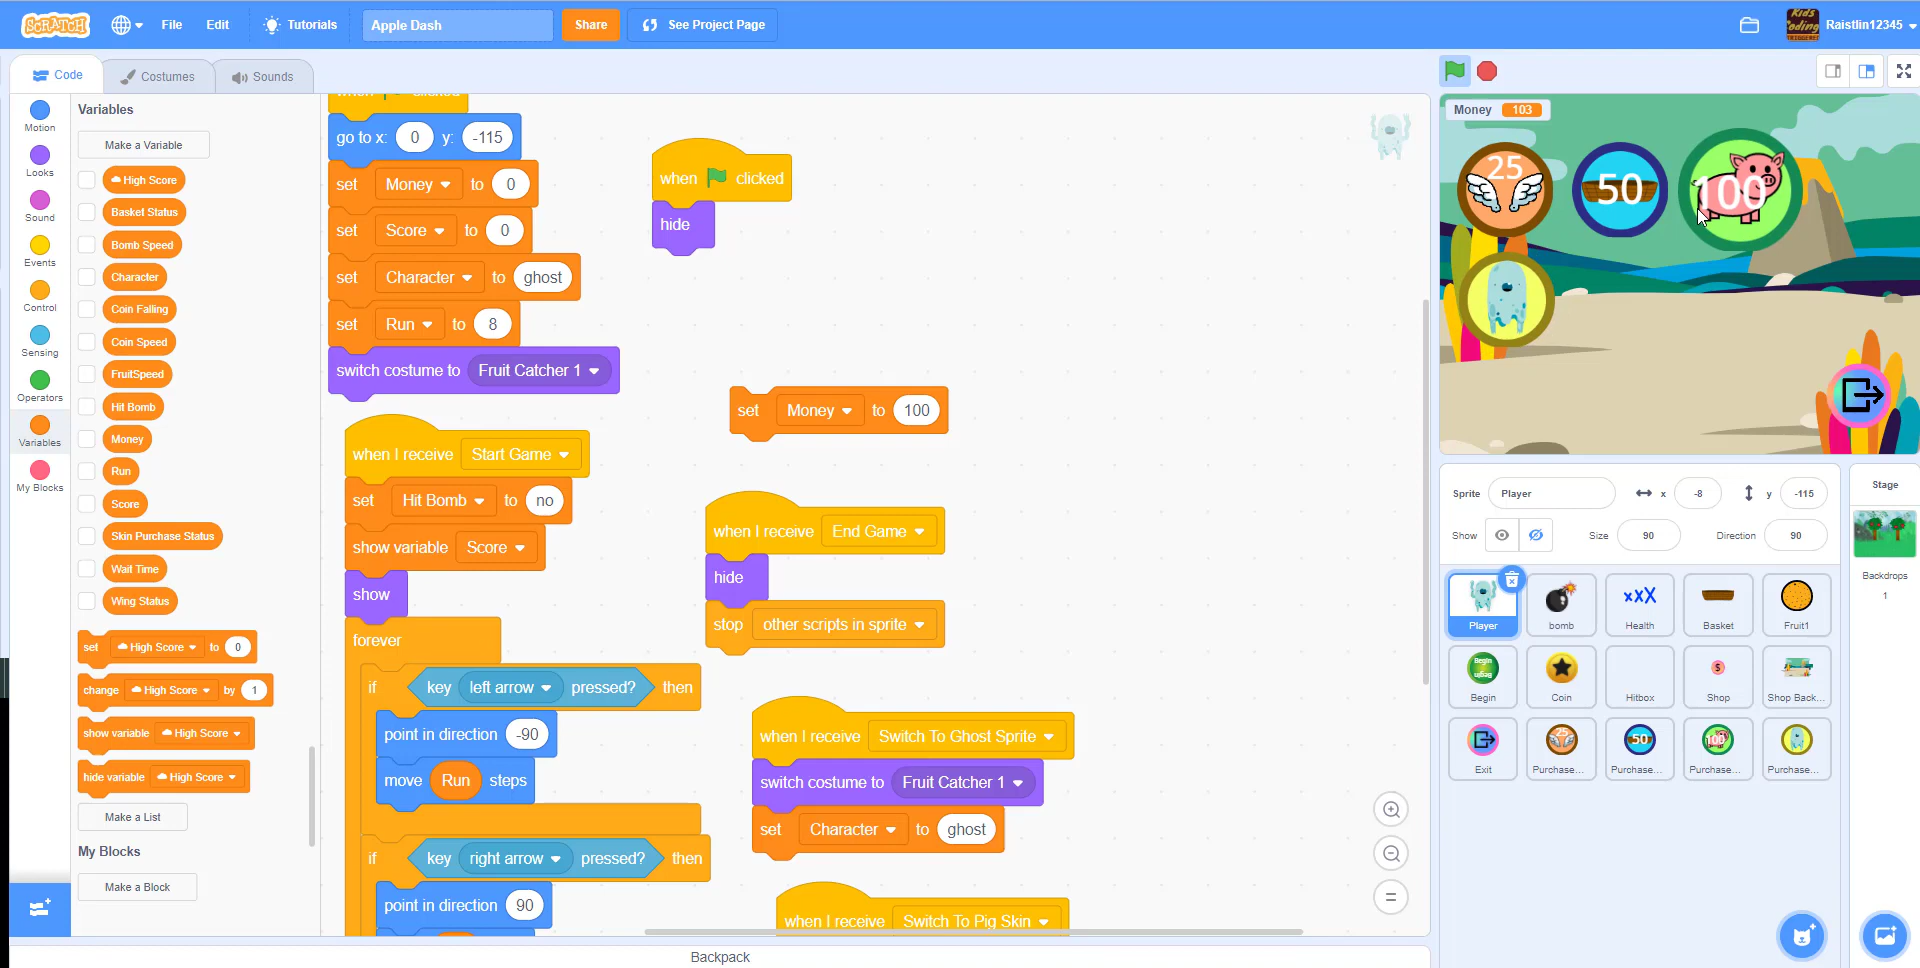 SCRATCH File Edit Tutorials Apple Dash Share See Project Page Raistlin12345
Code Costumes Sounds
Motion
Looks
Sound
Events
Control
Sensing
Operators
Variables
My Blocks
Variables
Make a Variable
High Score
Basket Status
Bomb Speed
Character
Coin Falling
Coin Speed
FruitSpeed
Hit Bomb
Money
Run
Score
Skin Purchase Status
Wait Time
Wing Status
set High Score to 0
change High Score by 1
show variable High Score
hide variable High Score
Make a List
My Blocks
Make a Block
go to x: 0 y: -115
set Money to 0
set Score to 0
set Character to ghost
set Run to 8
switch costume to Fruit Catcher 1
when I receive Start Game
set Hit Bomb to no
show variable Score
show
forever
if key left arrow pressed? then
point in direction -90
move Run steps
if key right arrow pressed? then
point in direction 90
when clicked
hide
set Money to 100
when I receive End Game
hide
stop other scripts in sprite
when I receive Switch To Ghost Sprite
switch costume to Fruit Catcher 1
set Character to ghost
when I receive Switch To Pig Skin
Backpack
Money 103
25
50
100
Sprite Player x -8 y -115
Show Size 90 Direction 90
Player bomb Health Basket Fruit1
Begin Coin Hitbox Shop Shop Back...
Exit Purchase... Purchase... Purchase... Purchase...
Stage
Backdrops
1